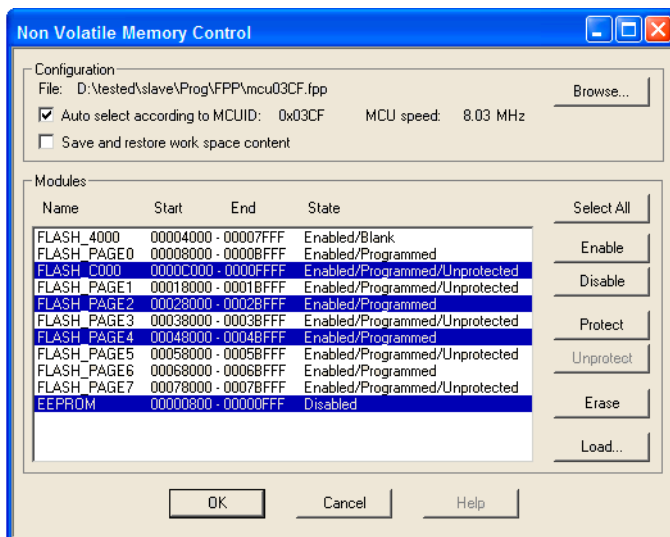 Non Volatile Memory Control
Configuration
File: D:\tested\slave\Prog\FPP\mcu03CF.fpp
Browse...
Auto select according to MCUID: 0x03CF MCU speed: 8.03 MHz
Save and restore work space content
Modules
Name Start End State
Select All
FLASH_4000 00004000 - 00007FFF Enabled/Blank
FLASH_PAGE0 00008000 - 0000BFFF Enabled/Programmed
Enable
FLASH_C000 0000C000 - 0000FFFF Enabled/Programmed/Unprotected
FLASH_PAGE1 00018000 - 0001BFFF Enabled/Programmed/Unprotected
Disable
FLASH_PAGE2 00028000 - 0002BFFF Enabled/Programmed
FLASH_PAGE3 00038000 - 0003BFFF Enabled/Programmed/Unprotected
Protect
FLASH_PAGE4 00048000 - 0004BFFF Enabled/Programmed
FLASH_PAGE5 00058000 - 0005BFFF Enabled/Programmed/Unprotected
Unprotect
FLASH_PAGE6 00068000 - 0006BFFF Enabled/Programmed
FLASH_PAGE7 00078000 - 0007BFFF Enabled/Programmed/Unprotected
EEPROM 00000800 - 00000FFF Disabled
Erase
Load...
OK Cancel Help